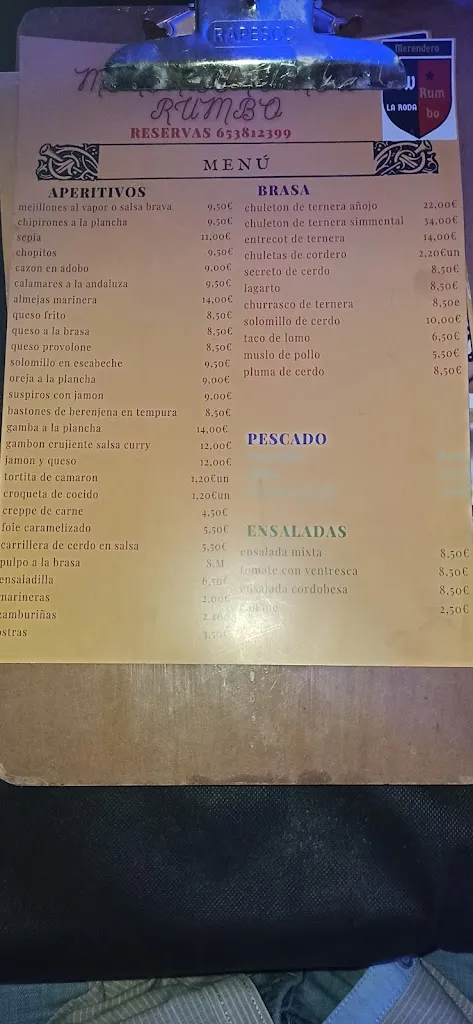 RAPESCO
RUMBO
RESERVAS 653812399
Merendero
W Rum
LA RODA bo
MENÚ
APERITIVOS
mejillones al vapor o salsa brava 9,50€
chipirones a la plancha 9,50€
sepia 11,00€
chopitos 9,50€
cazon en adobo 9,00€
calamares a la andaluza 9,50€
almejas marinera 14,00€
queso frito 8,50€
queso a la brasa 8,50€
queso provolone 8,50€
solomillo en escabeche 9,50€
oreja a la plancha 9,00€
suspiros con jamon 9,00€
bastones de berenjena en tempura 8,50€
gamba a la plancha 14,00€
gambon crujiente salsa curry 12,00€
jamon y queso 12,00€
tortita de camaron 1,20€un
croqueta de cocido 1,20€un
creppe de carne 4,50€
foie caramelizado 5,50€
carrillera de cerdo en salsa 5,50€
pulpo a la brasa S.M
ensaladilla 6,50€
marineras 2,00€
zamburiñas
ostras 3,50€
BRASA
chuleton de ternera añojo 22,00€
chuleton de ternera simmental 34,00€
entrecot de ternera 14,00€
chuletas de cordero 2,20€un
secreto de cerdo 8,50€
lagarto 8,50€
churrasco de ternera 8,50e
solomillo de cerdo 10,00€
taco de lomo 6,50€
muslo de pollo 5,50€
pluma de cerdo 8,50€
PESCADO
ENSALADAS
ensalada mixta 8,50€
tomate con ventresca 8,50€
ensalada cordobesa 8,50€
2,50€